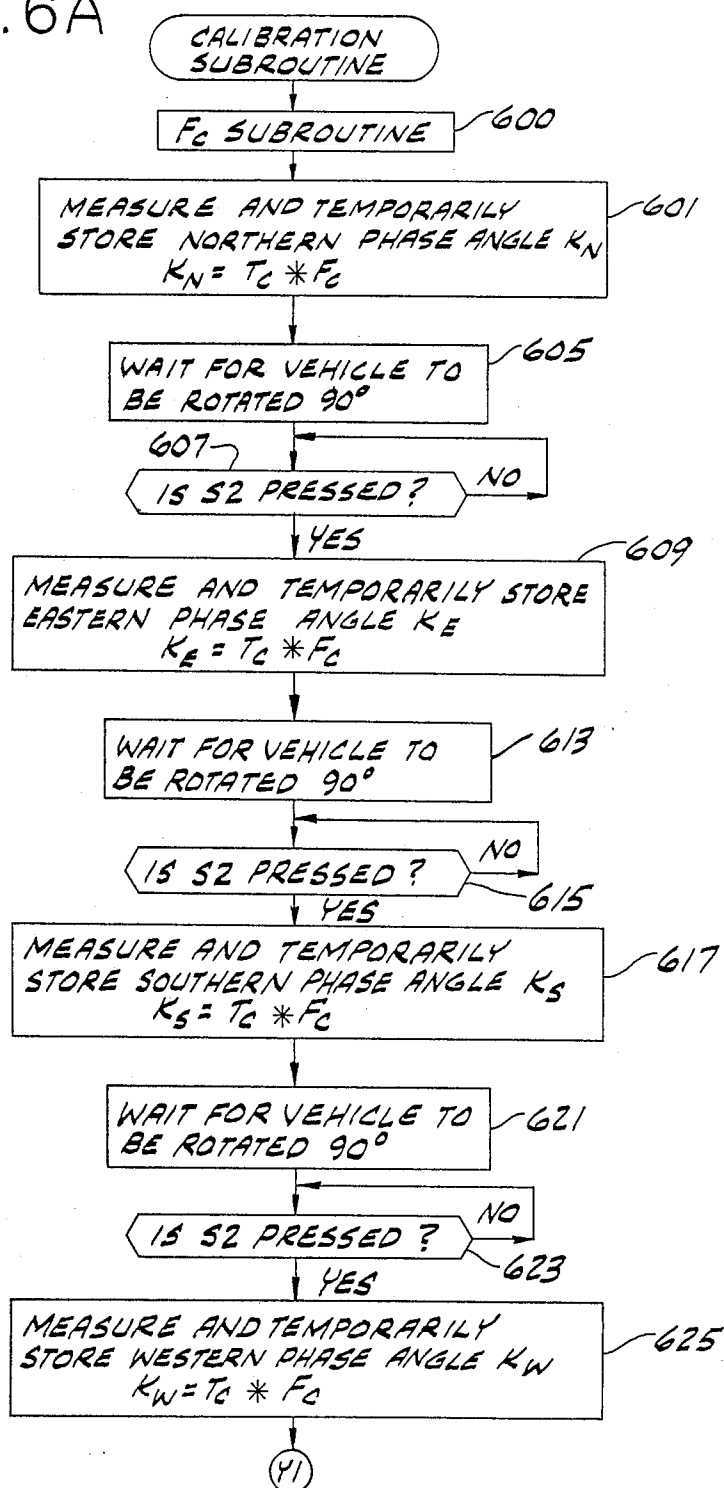 .6A
CALIBRATION
SUBROUTINE
FC SUBROUTINE
600
MEASURE AND TEMPORARILY
STORE NORTHERN PHASE ANGLE KN
KN = TC * FC
601
WAIT FOR VEHICLE TO
BE ROTATED 90°
605
607
IS S2 PRESSED?
NO
YES
609
MEASURE AND TEMPORARILY STORE
EASTERN PHASE ANGLE KE
KE = TC * FC
WAIT FOR VEHICLE TO
BE ROTATED 90°
613
IS S2 PRESSED?
NO
615
YES
MEASURE AND TEMPORARILY
STORE SOUTHERN PHASE ANGLE KS
KS = TC * FC
617
WAIT FOR VEHICLE TO
BE ROTATED 90°
621
IS S2 PRESSED?
NO
623
YES
MEASURE AND TEMPORARILY
STORE WESTERN PHASE ANGLE KW
KW = TC * FC
625
Y1